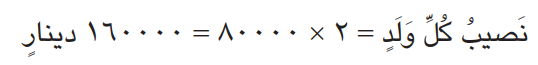 نَصيبُ كُلِّ وَلَدٍ = ٢ × ٨٠٠٠٠ = ١٦٠٠٠٠ دينارٍ